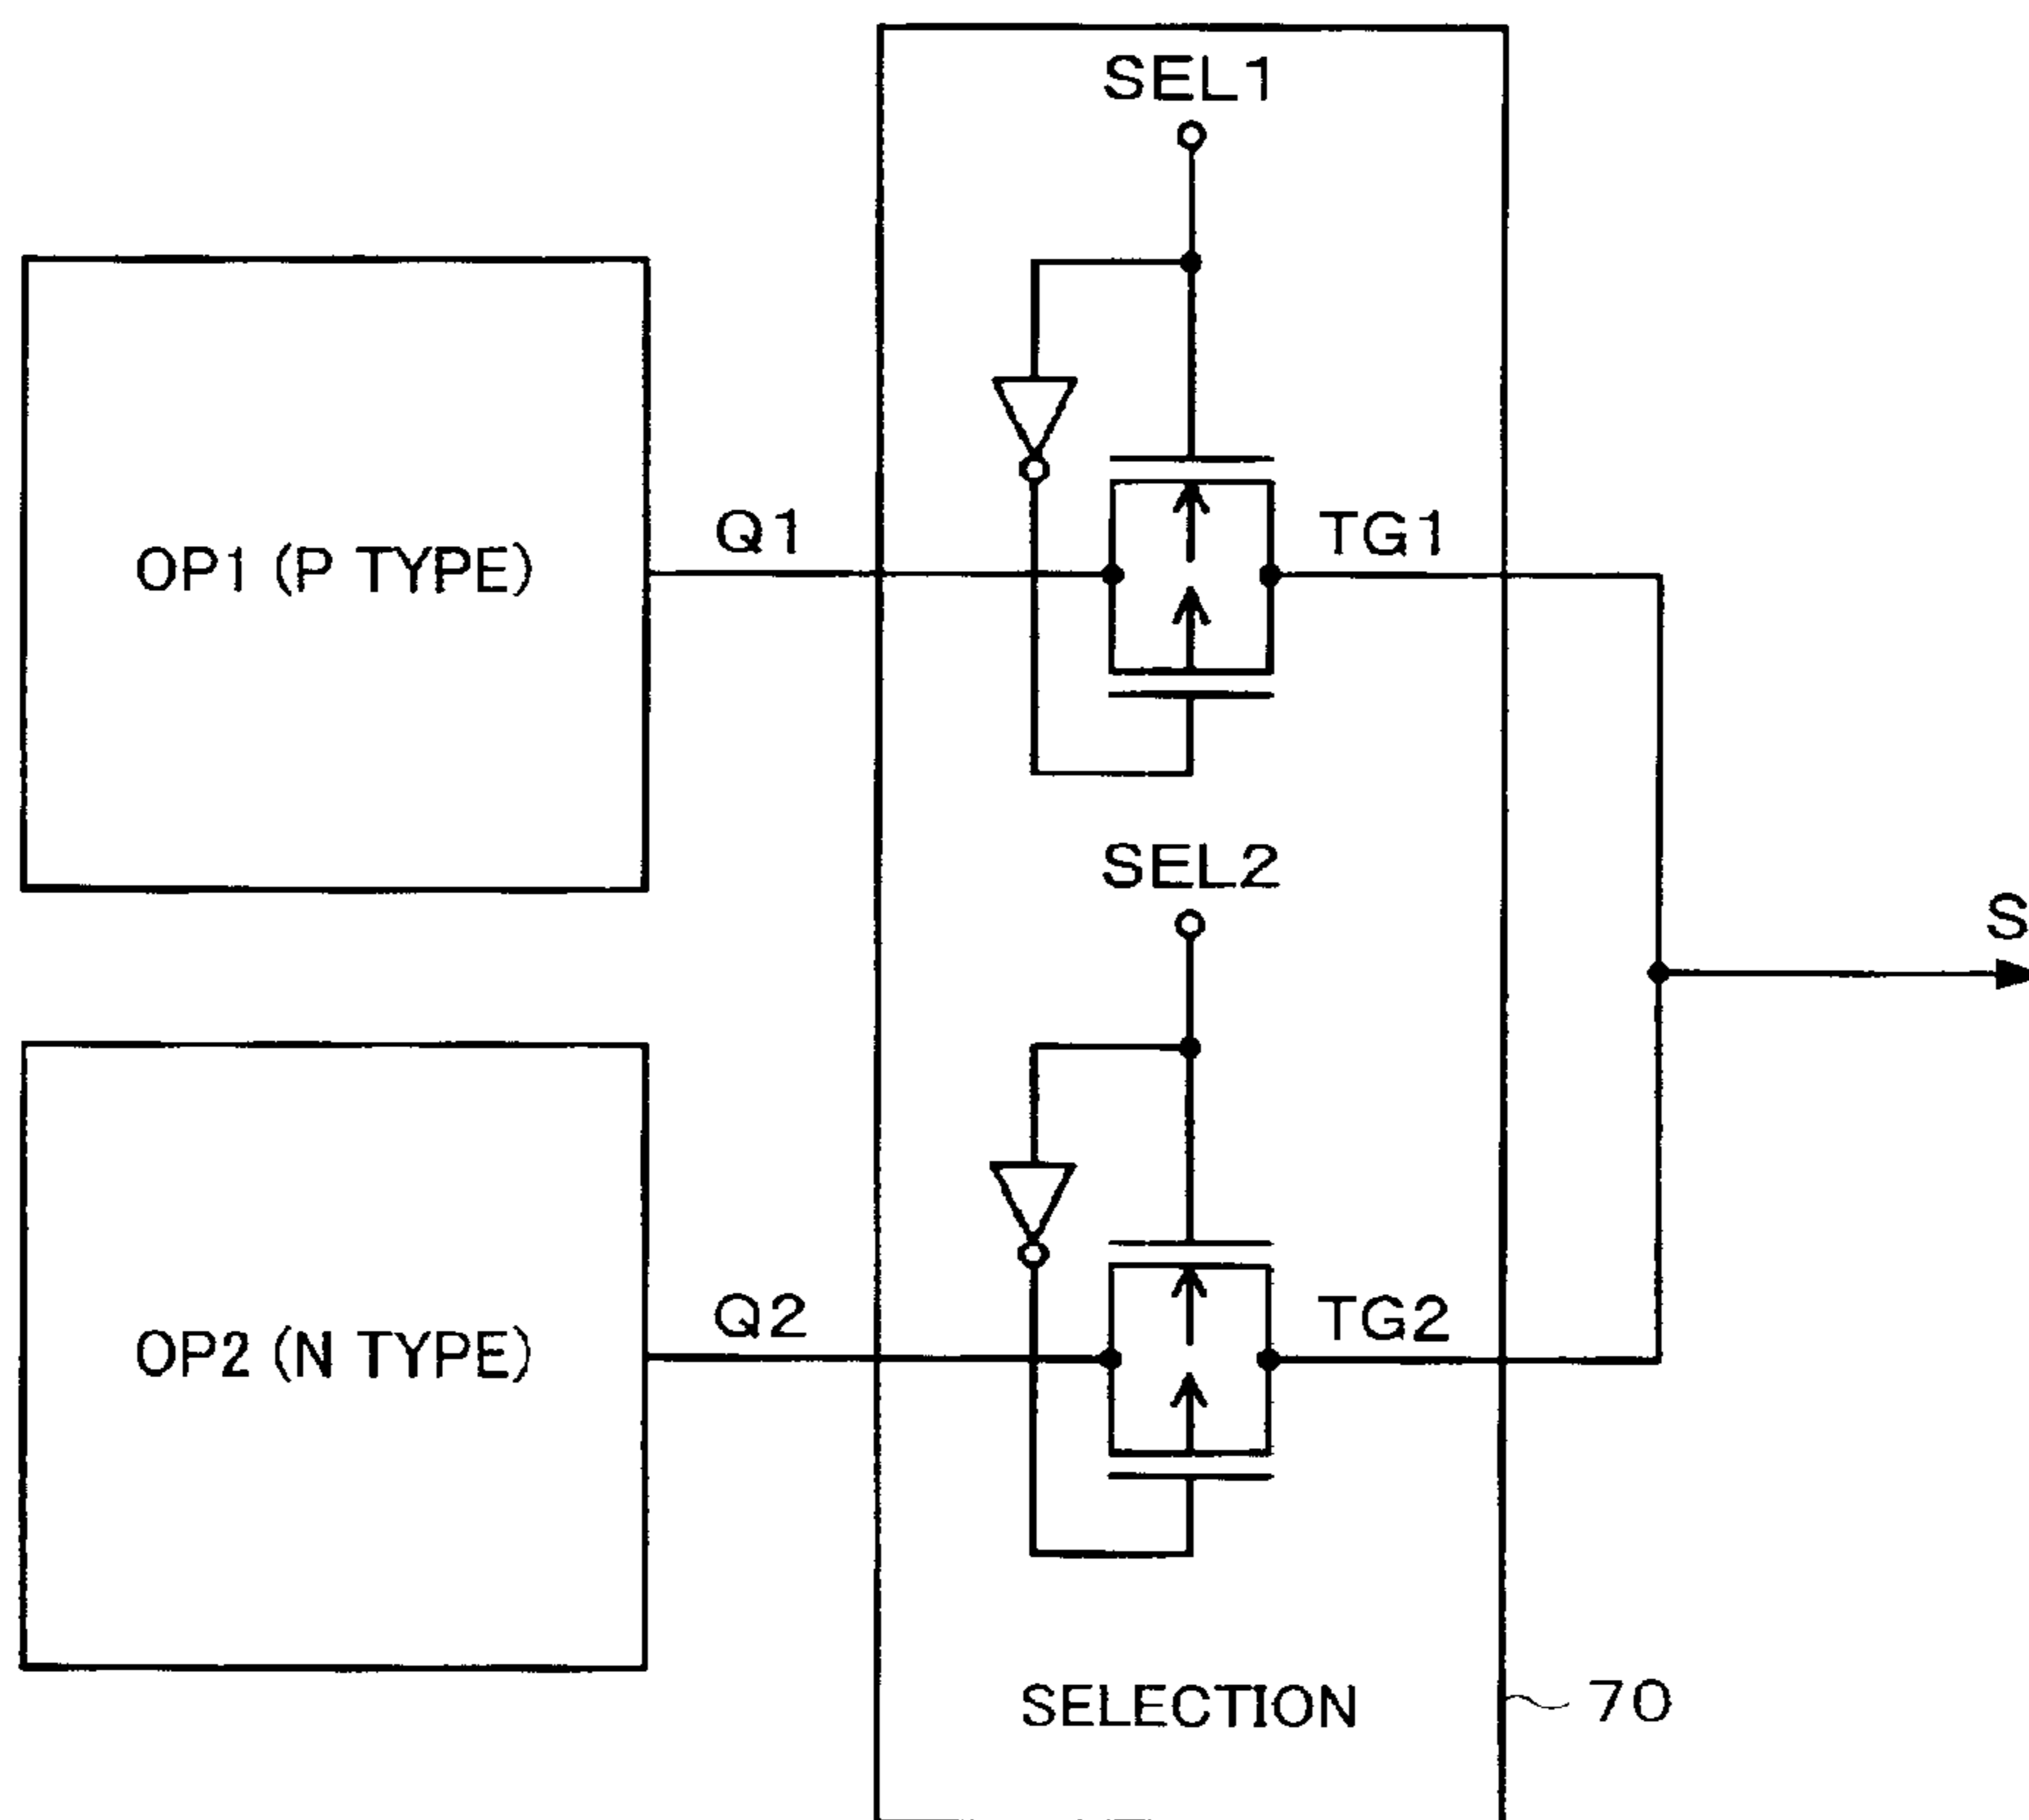 SEL1
Q1
TG1
OP1 (P TYPE)
SEL2
S
Q2
TG2
OP2 (N TYPE)
SELECTION
70